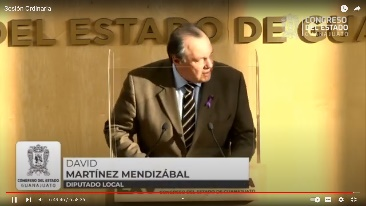 Sesión Ordinaria
DEL ESTADO DE GUA
CONGRESO
DEL ESTADO
GUANAJUATO
DAVID
MARTÍNEZ MENDIZÁBAL
DIPUTADO LOCAL
CONGRESO DEL ESTADO
GUANAJUATO